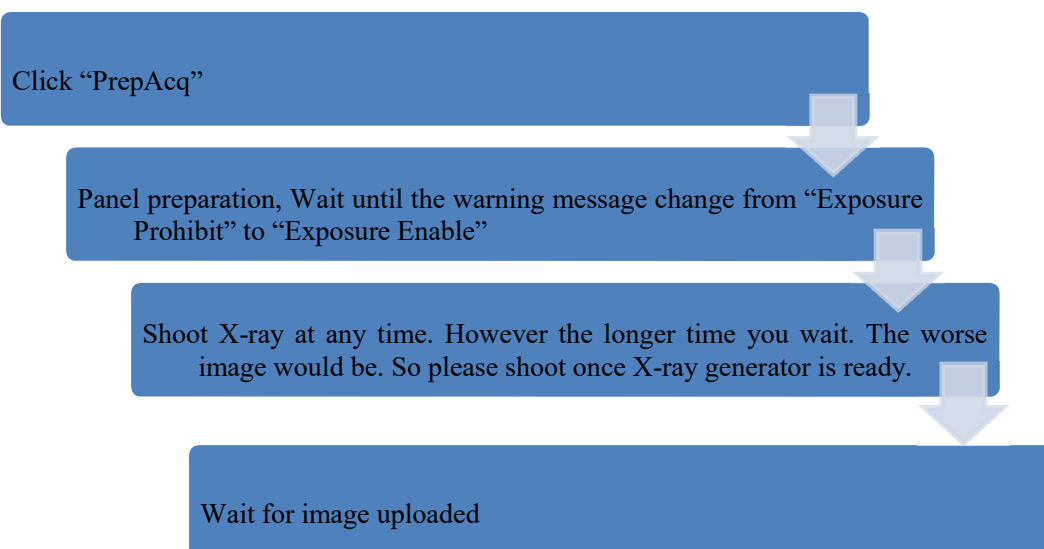 Click “PrepAcq”
Panel preparation, Wait until the warning message change from “Exposure
Prohibit” to “Exposure Enable”
Shoot X-ray at any time. However the longer time you wait. The worse
image would be. So please shoot once X-ray generator is ready.
Wait for image uploaded